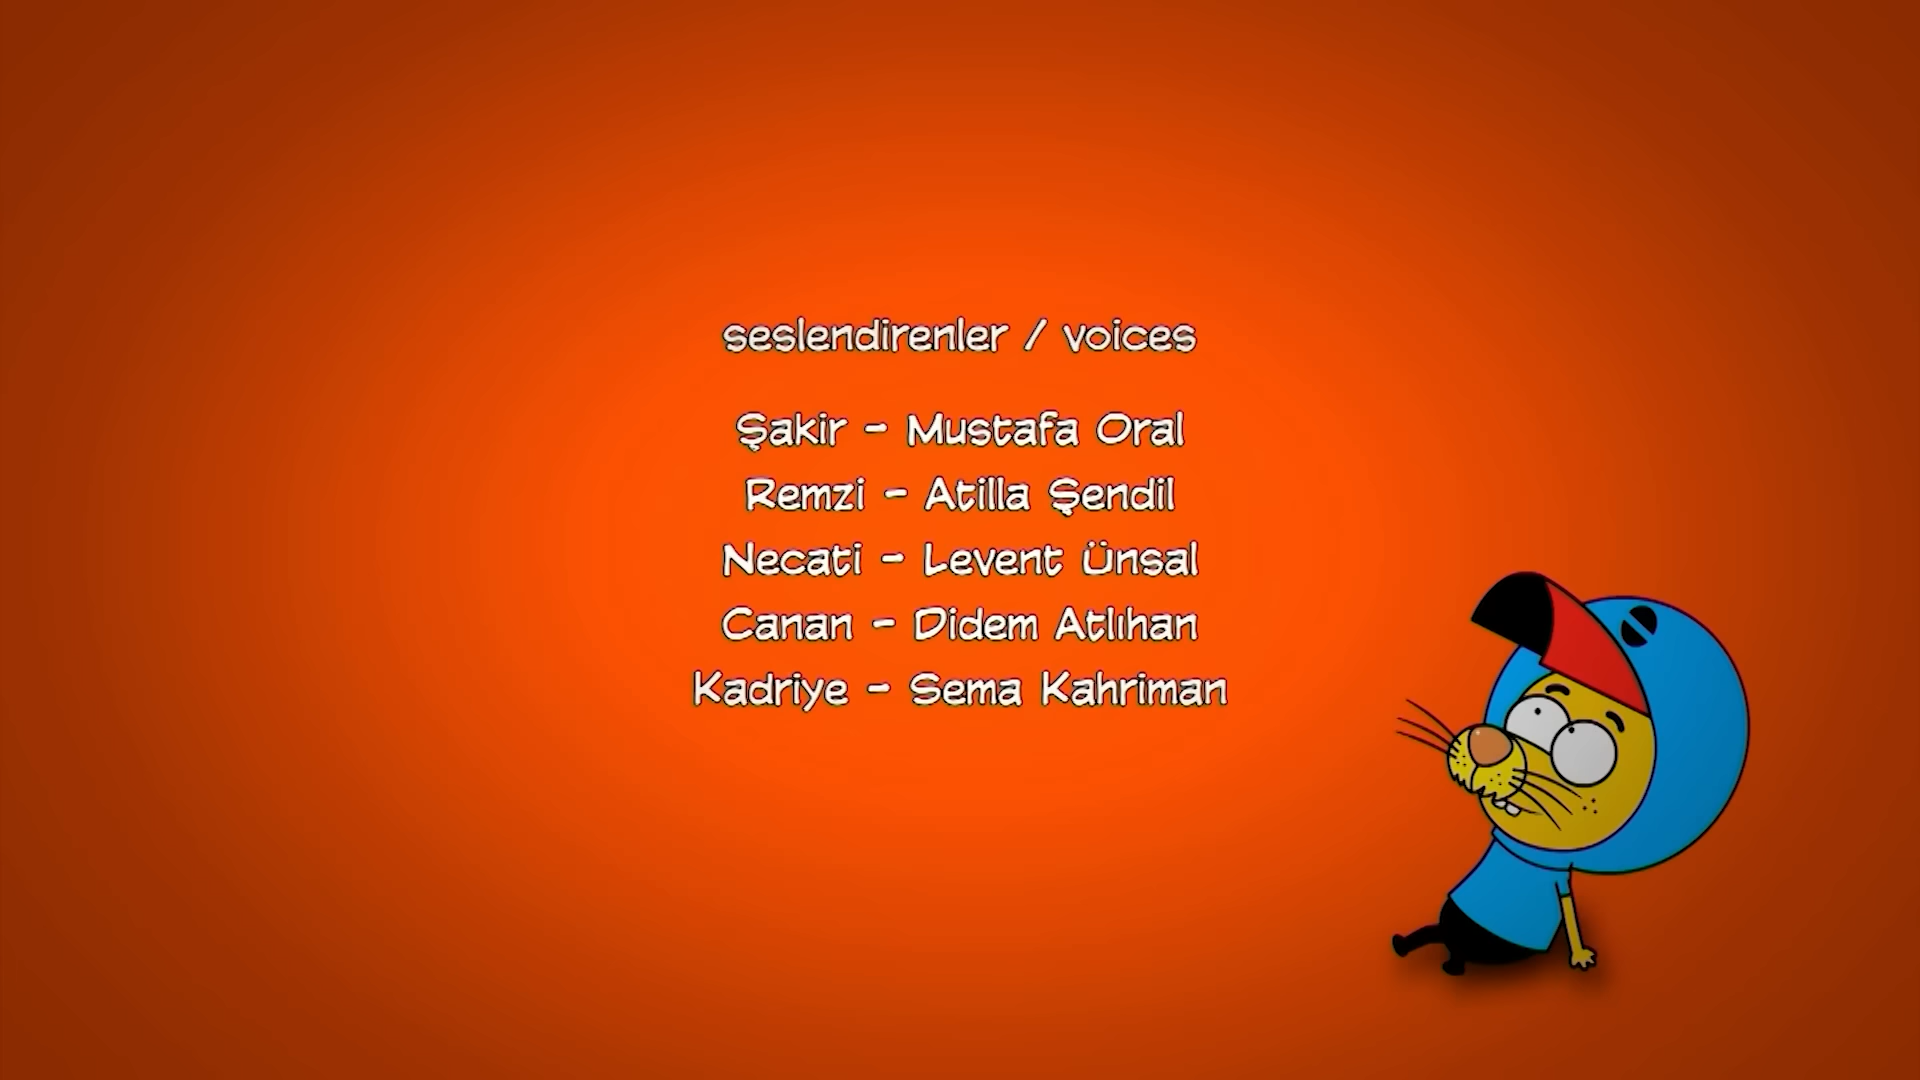 seslendirenler / voices
Şakir - Mustafa Oral
Remzi - Atilla Şendil
Necati - Levent Ünsal
Canan - Didem Atlıhan
Kadriye - Sema Kahriman